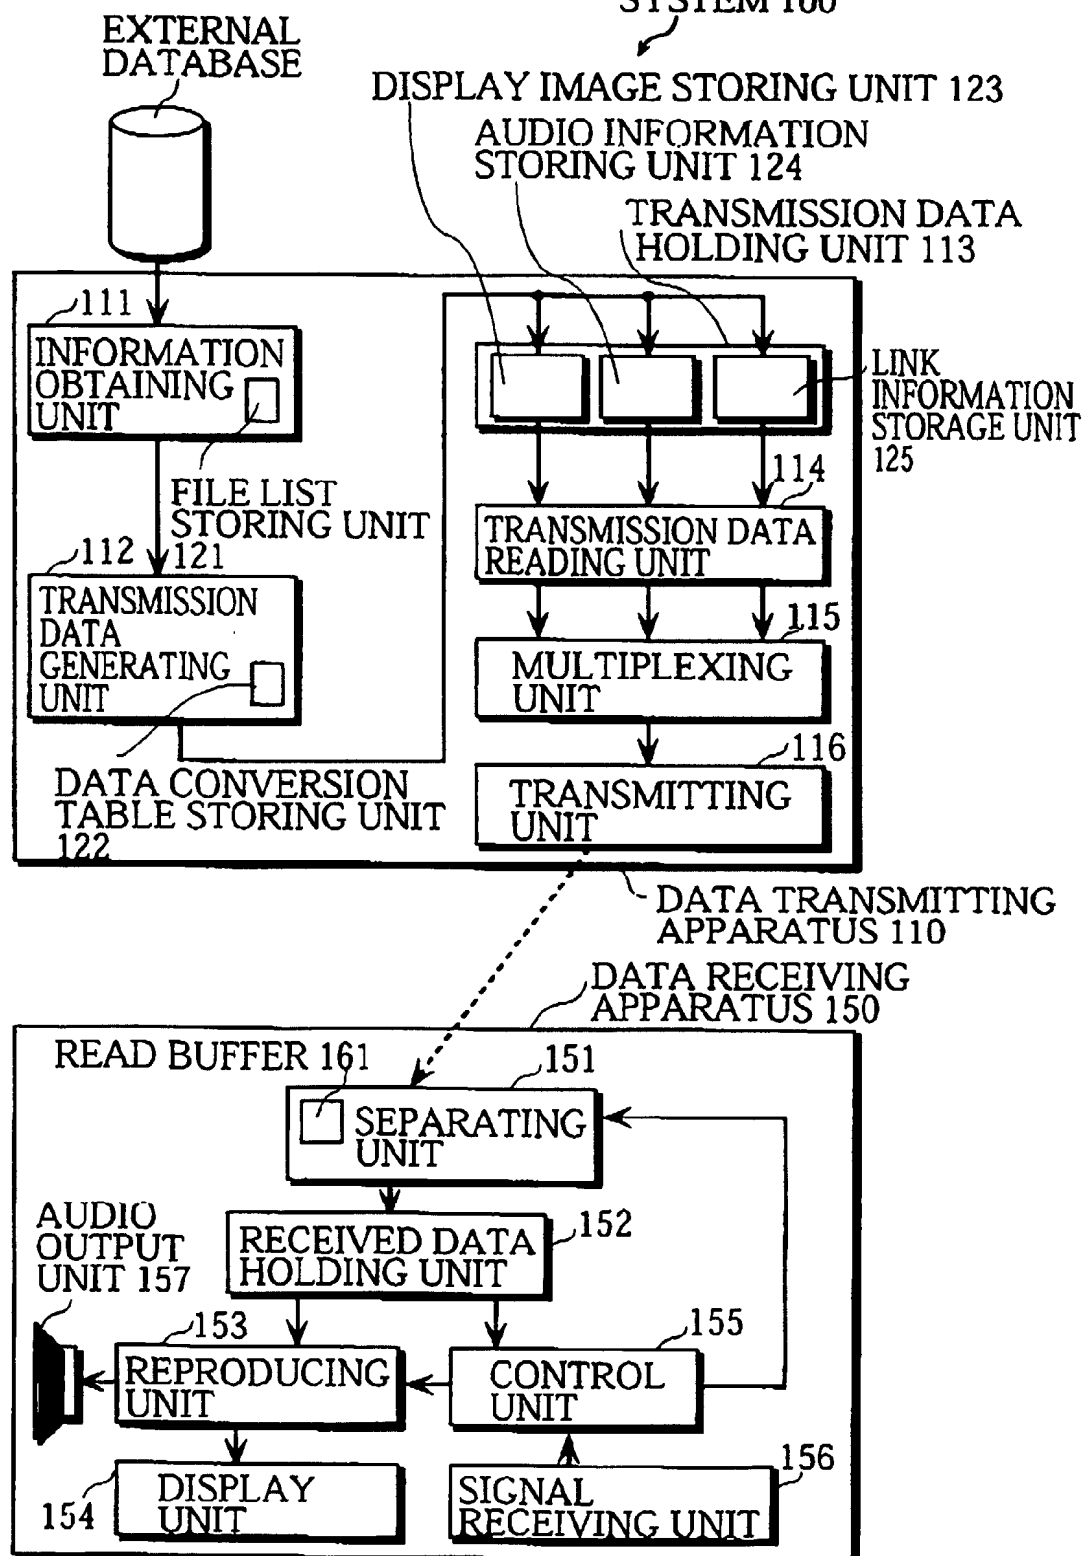 SYSTEM 100
EXTERNAL
DATABASE
DISPLAY IMAGE STORING UNIT 123
AUDIO INFORMATION
STORING UNIT 124
TRANSMISSION DATA
HOLDING UNIT 113
111
INFORMATION
OBTAINING
UNIT
LINK
INFORMATION
STORAGE UNIT
125
FILE LIST
STORING UNIT
121
114
TRANSMISSION DATA
READING UNIT
112
TRANSMISSION
DATA
GENERATING
UNIT
115
MULTIPLEXING
UNIT
116
TRANSMITTING
UNIT
DATA CONVERSION
TABLE STORING UNIT
122
DATA TRANSMITTING
APPARATUS 110
DATA RECEIVING
APPARATUS 150
READ BUFFER 161
151
SEPARATING
UNIT
AUDIO
OUTPUT
UNIT 157
152
RECEIVED DATA
HOLDING UNIT
153
REPRODUCING
UNIT
155
CONTROL
UNIT
154
DISPLAY
UNIT
156
SIGNAL
RECEIVING UNIT